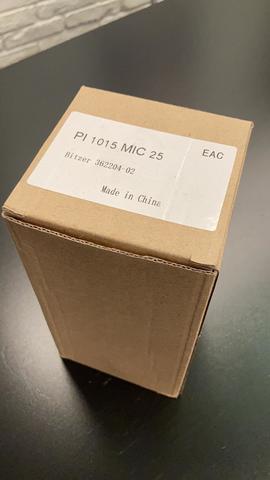 PI 1015 MIC 25
EAC
Bitzer 362204-02
Made in China